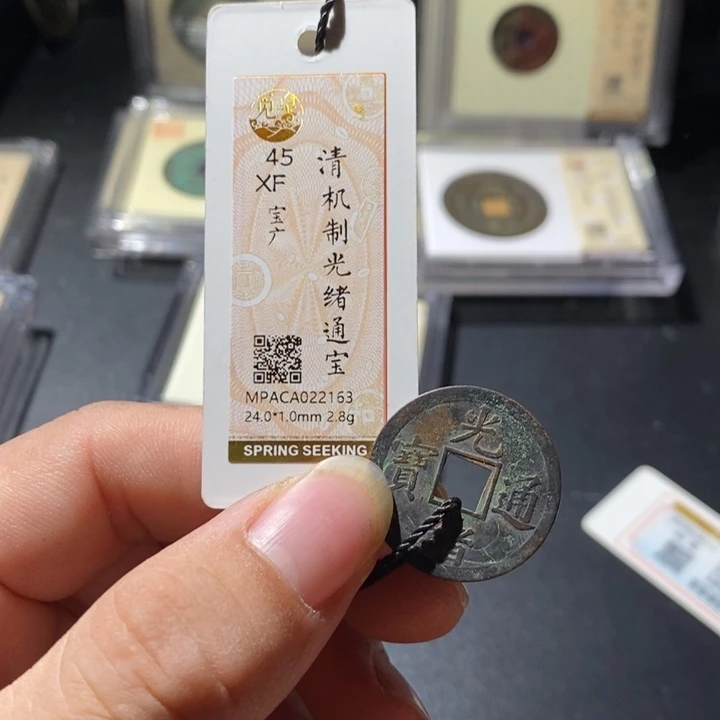 觅泉
45
XF
宝广
清机制光绪通宝
MPACA022163
24.0*1.0mm 2.8g
SPRING SEEKING
光
寶
通